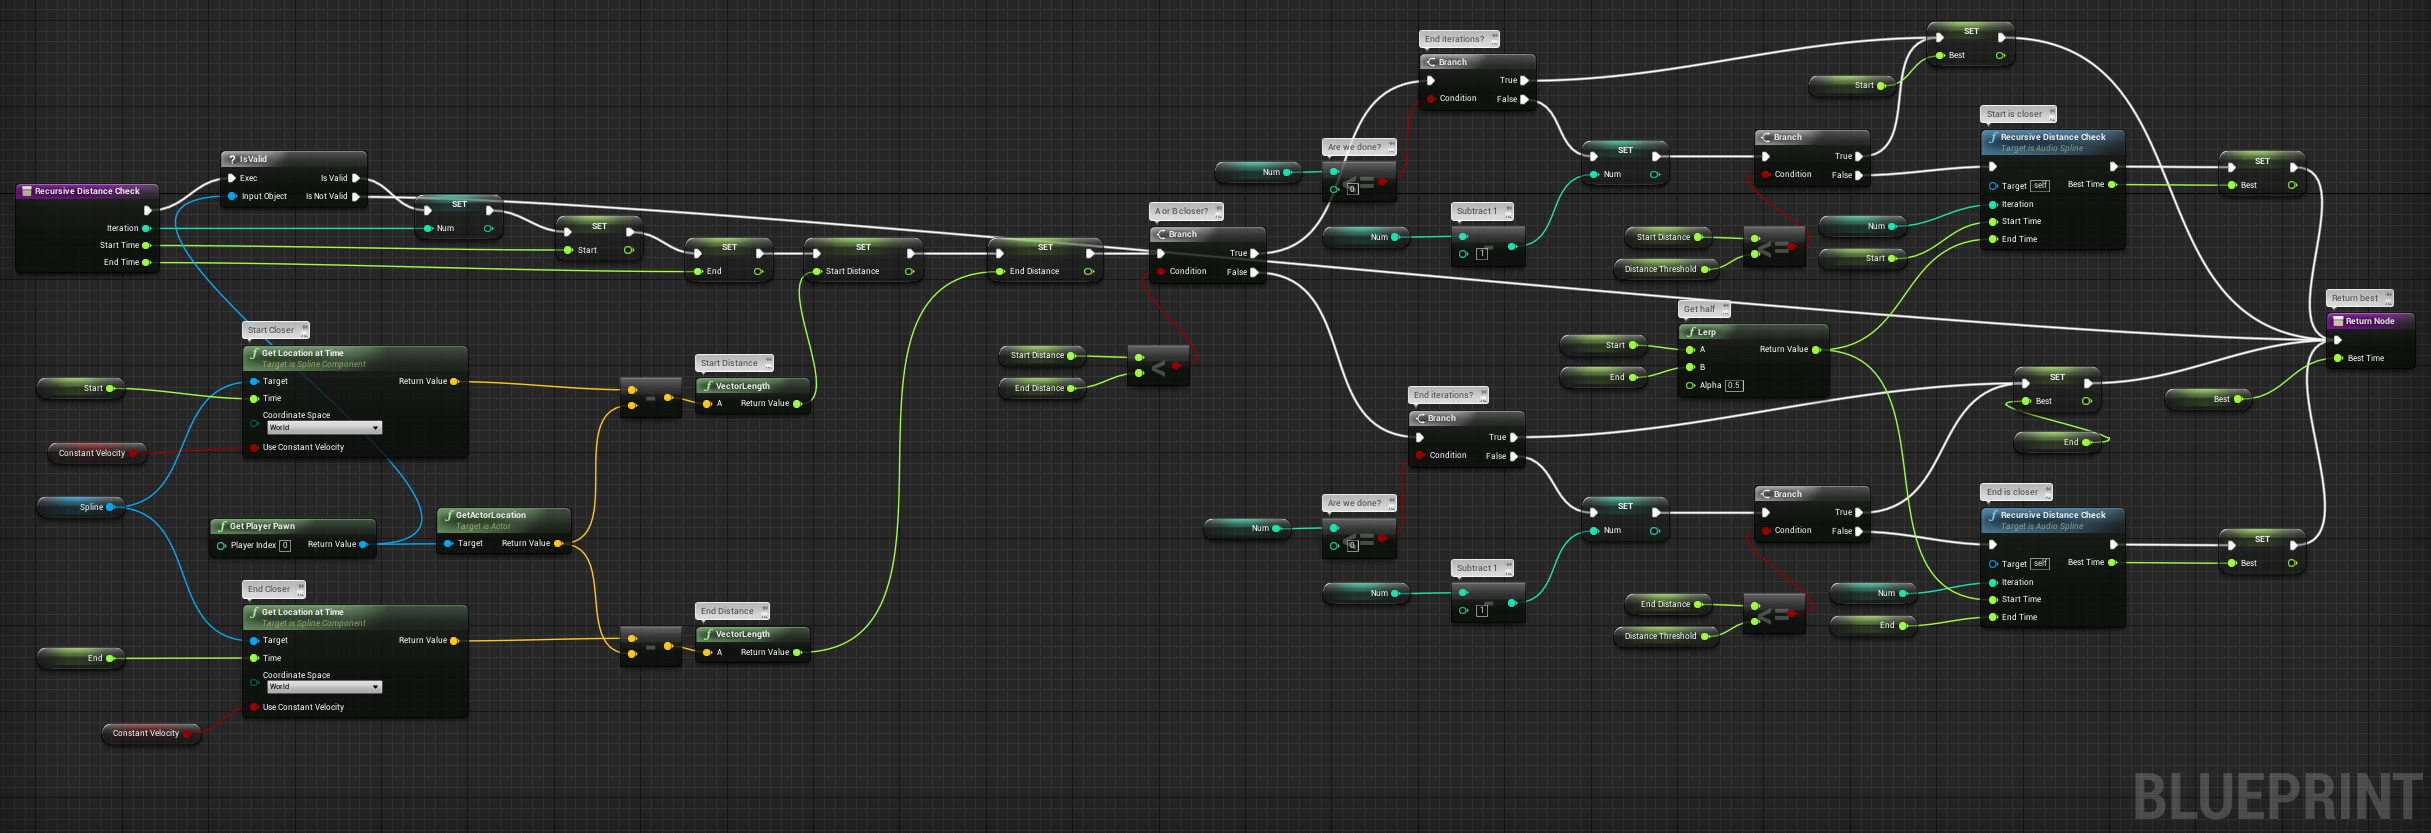 Recursive Distance Check
Iteration
Start Time
End Time
IsValid
Exec
Is Valid
Input Object
Is Not Valid
SET
Num
SET
Start
SET
End
SET
Start Distance
SET
End Distance
A or B closer?
Branch
True
Condition
False
Start Distance
End Distance
<
Start Closer
Get Location at Time
Target is Spline Component
Target
Return Value
Time
Coordinate Space
World
Use Constant Velocity
Start
Constant Velocity
Spline
Get Player Pawn
Player Index 0
Return Value
GetActorLocation
Target is Actor
Target
Return Value
End Closer
Get Location at Time
Target is Spline Component
Target
Return Value
Time
Coordinate Space
World
Use Constant Velocity
End
Constant Velocity
-
Start Distance
VectorLength
A
Return Value
-
End Distance
VectorLength
A
Return Value
End iterations?
Branch
True
Condition
False
Are we done?
Num
<=
0
Subtract 1
Num
-
1
SET
Num
Branch
True
Condition
False
Start Distance
Distance Threshold
<=
Start
SET
Best
Start is closer
Recursive Distance Check
Target is Audio Spline
Target self
Best Time
Iteration
Start Time
End Time
Num
Start
SET
Best
Get half
Lerp
A
Return Value
B
Alpha 0.5
Start
End
End iterations?
Branch
True
Condition
False
Are we done?
Num
<=
0
Subtract 1
Num
-
1
SET
Num
Branch
True
Condition
False
End Distance
Distance Threshold
<=
SET
Best
End
End is closer
Recursive Distance Check
Target is Audio Spline
Target self
Best Time
Iteration
Start Time
End Time
Num
End
SET
Best
Return best
Return Node
Best Time
Best
BLUEPRINT